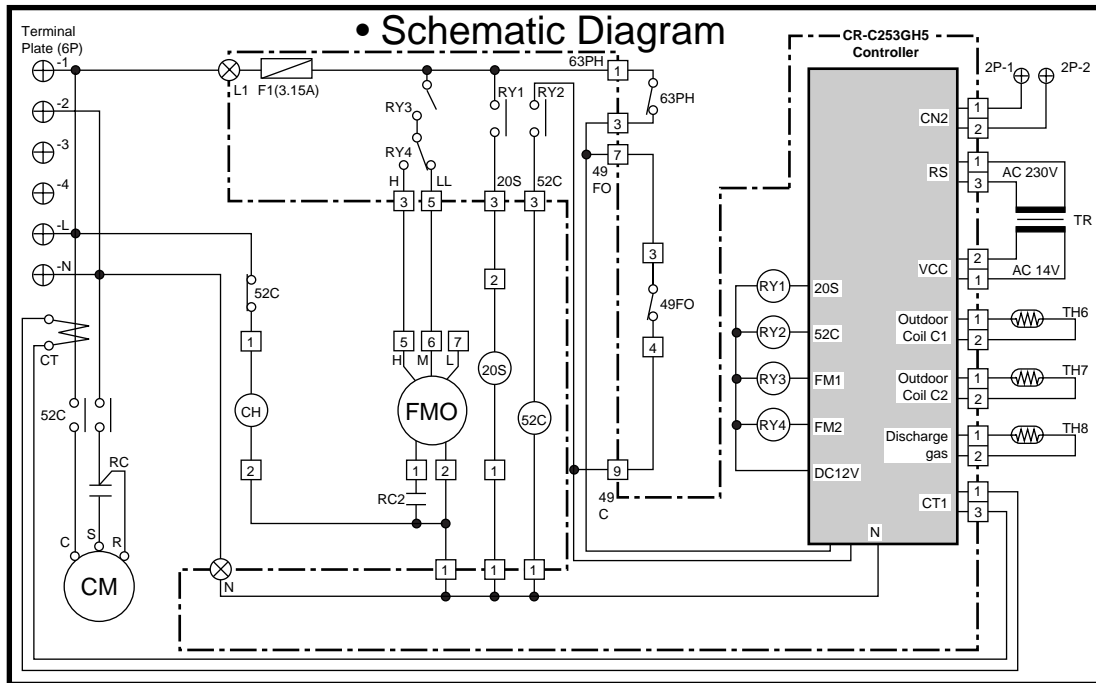 • Schematic Diagram
Terminal
Plate (6P)
-1
-2
-3
-4
-L
-N
L1
F1(3.15A)
63PH
1
63PH
3
7
49
FO
RY3
RY4
RY1
RY2
H
LL
20S
52C
3
5
3
3
2
3
49FO
4
52C
1
CH
2
5
6
7
H
M
L
FMO
20S
52C
1
2
1
RC2
9
49
C
CT
52C
RC
C
S
R
CM
N
1
1
1
CR-C253GH5
Controller
2P-1
2P-2
CN2
1
2
RS
1
3
AC 230V
TR
VCC
2
1
AC 14V
RY1
20S
RY2
52C
RY3
FM1
RY4
FM2
DC12V
Outdoor
Coil C1
1
2
TH6
Outdoor
Coil C2
1
2
TH7
Discharge
gas
1
2
TH8
CT1
1
3
N